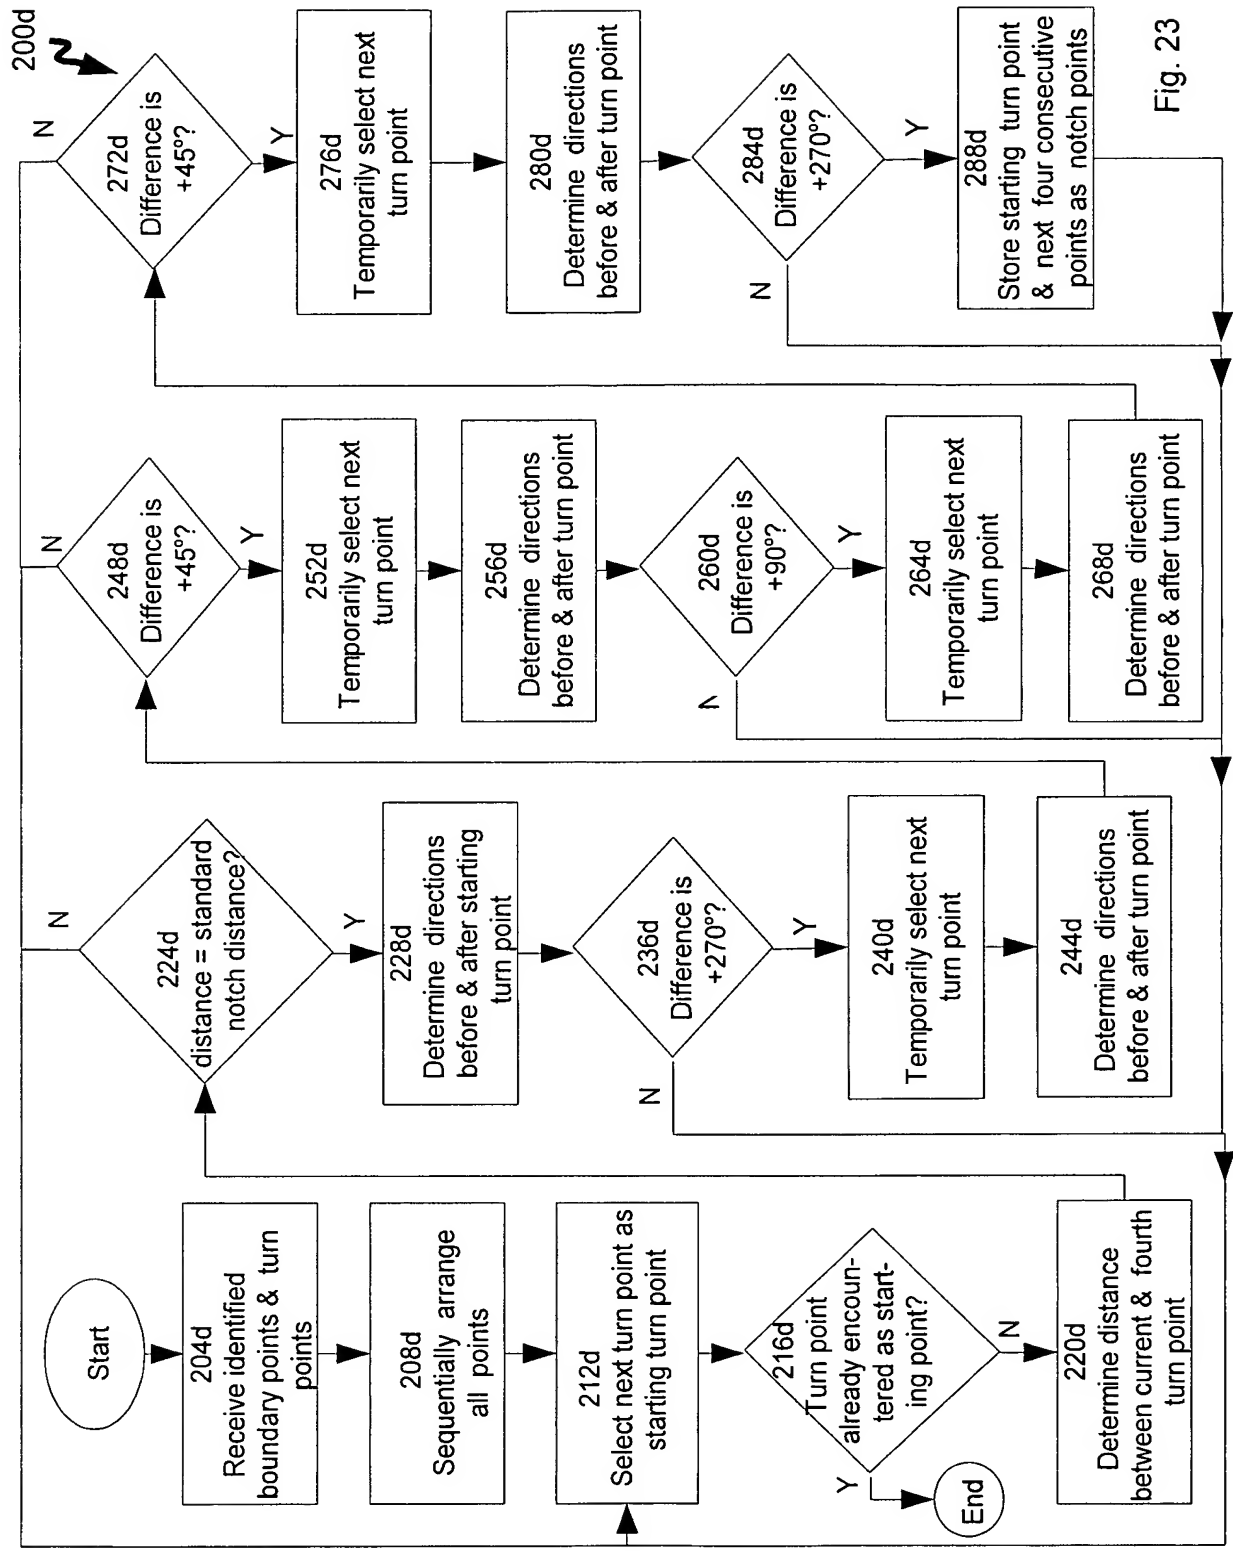 200d
Start
204d
Receive identified
boundary points & turn
points
208d
Sequentially arrange
all points
212d
Select next turn point as
starting turn point
216d
Turn point
already encoun-
tered as start-
ing point?
Y
End
N
220d
Determine distance
between current & fourth
turn point
224d
distance = standard
notch distance?
N
Y
228d
Determine directions
before & after starting
turn point
236d
Difference is
+270º?
N
Y
240d
Temporarily select next
turn point
244d
Determine directions
before & after turn point
248d
Difference is
+45º?
N
Y
252d
Temporarily select next
turn point
256d
Determine directions
before & after turn point
260d
Difference is
+90º?
N
Y
264d
Temporarily select next
turn point
268d
Determine directions
before & after turn point
272d
Difference is
+45º?
N
Y
276d
Temporarily select next
turn point
280d
Determine directions
before & after turn point
284d
Difference is
+270º?
N
Y
288d
Store starting turn point
& next four consecutive
points as notch points
Fig. 23